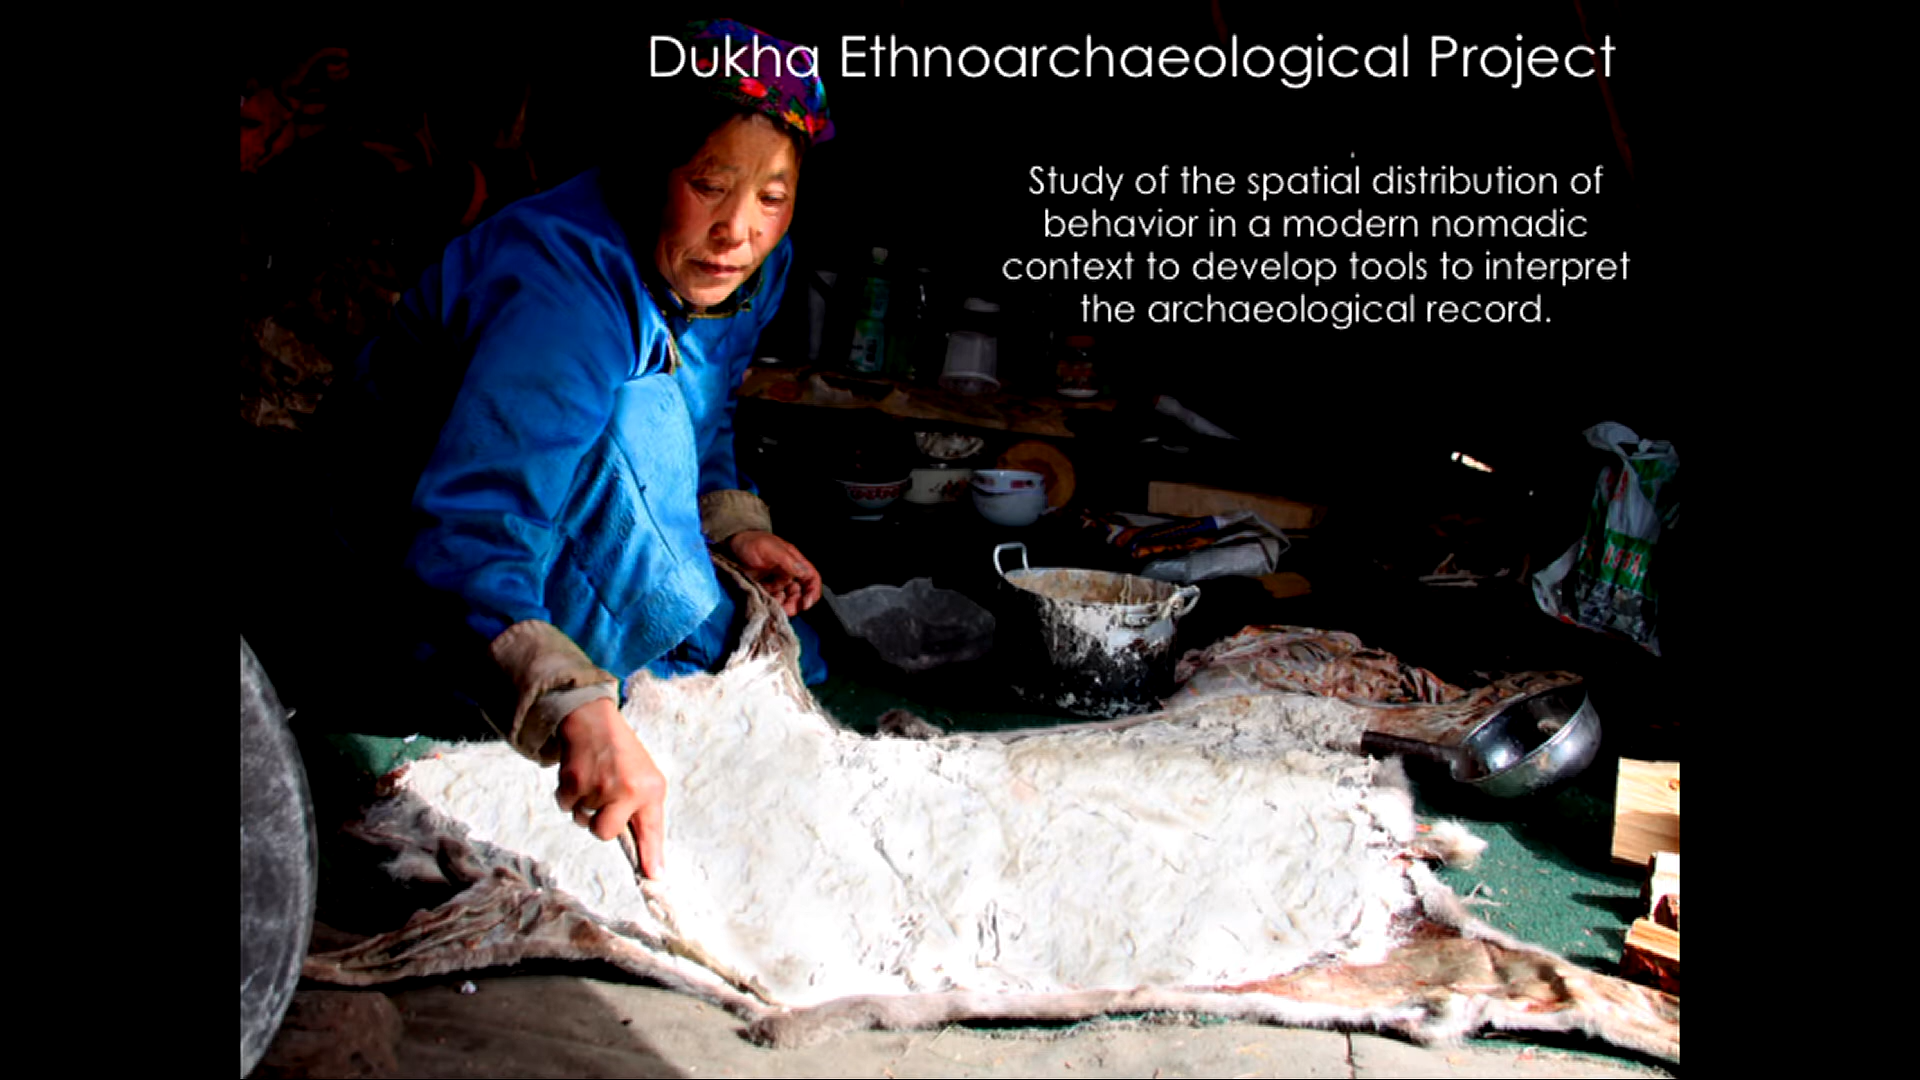 Dukha Ethnoarchaeological Project
Study of the spatial distribution of
behavior in a modern nomadic
context to develop tools to interpret
the archaeological record.